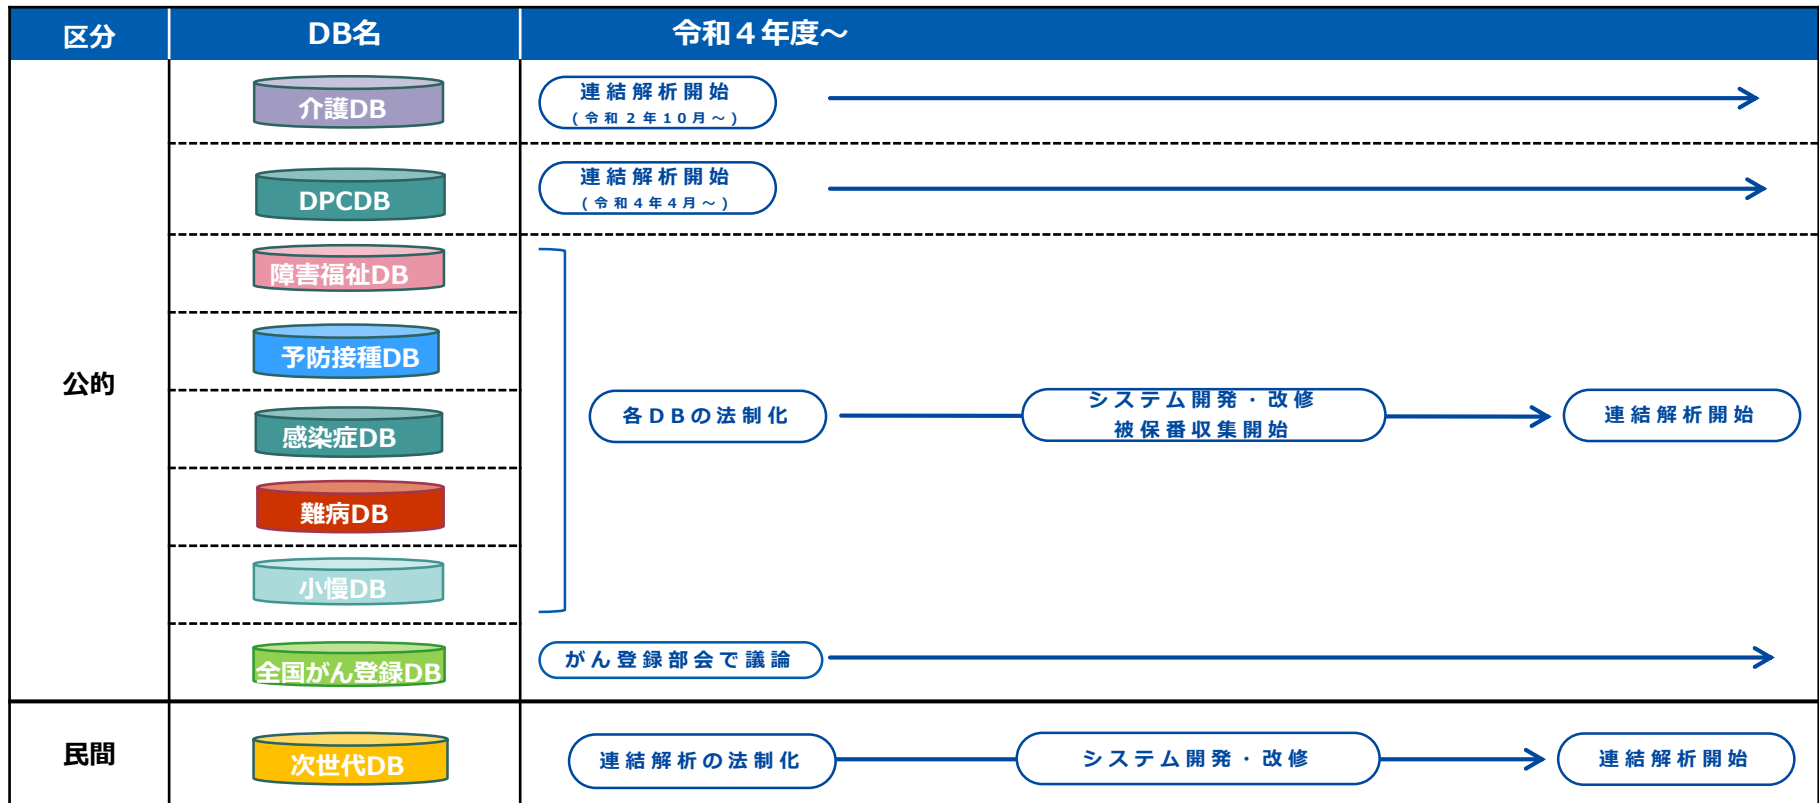 区分
DB名
令和４年度～
公的
介護DB
連結解析開始
(令和２年10月～)
DPCDB
連結解析開始
(令和４年４月～)
障害福祉DB
予防接種DB
感染症DB
難病DB
小慢DB
各DBの法制化
システム開発・改修
被保番収集開始
連結解析開始
全国がん登録DB
がん登録部会で議論
民間
次世代DB
連結解析の法制化
システム開発・改修
連結解析開始